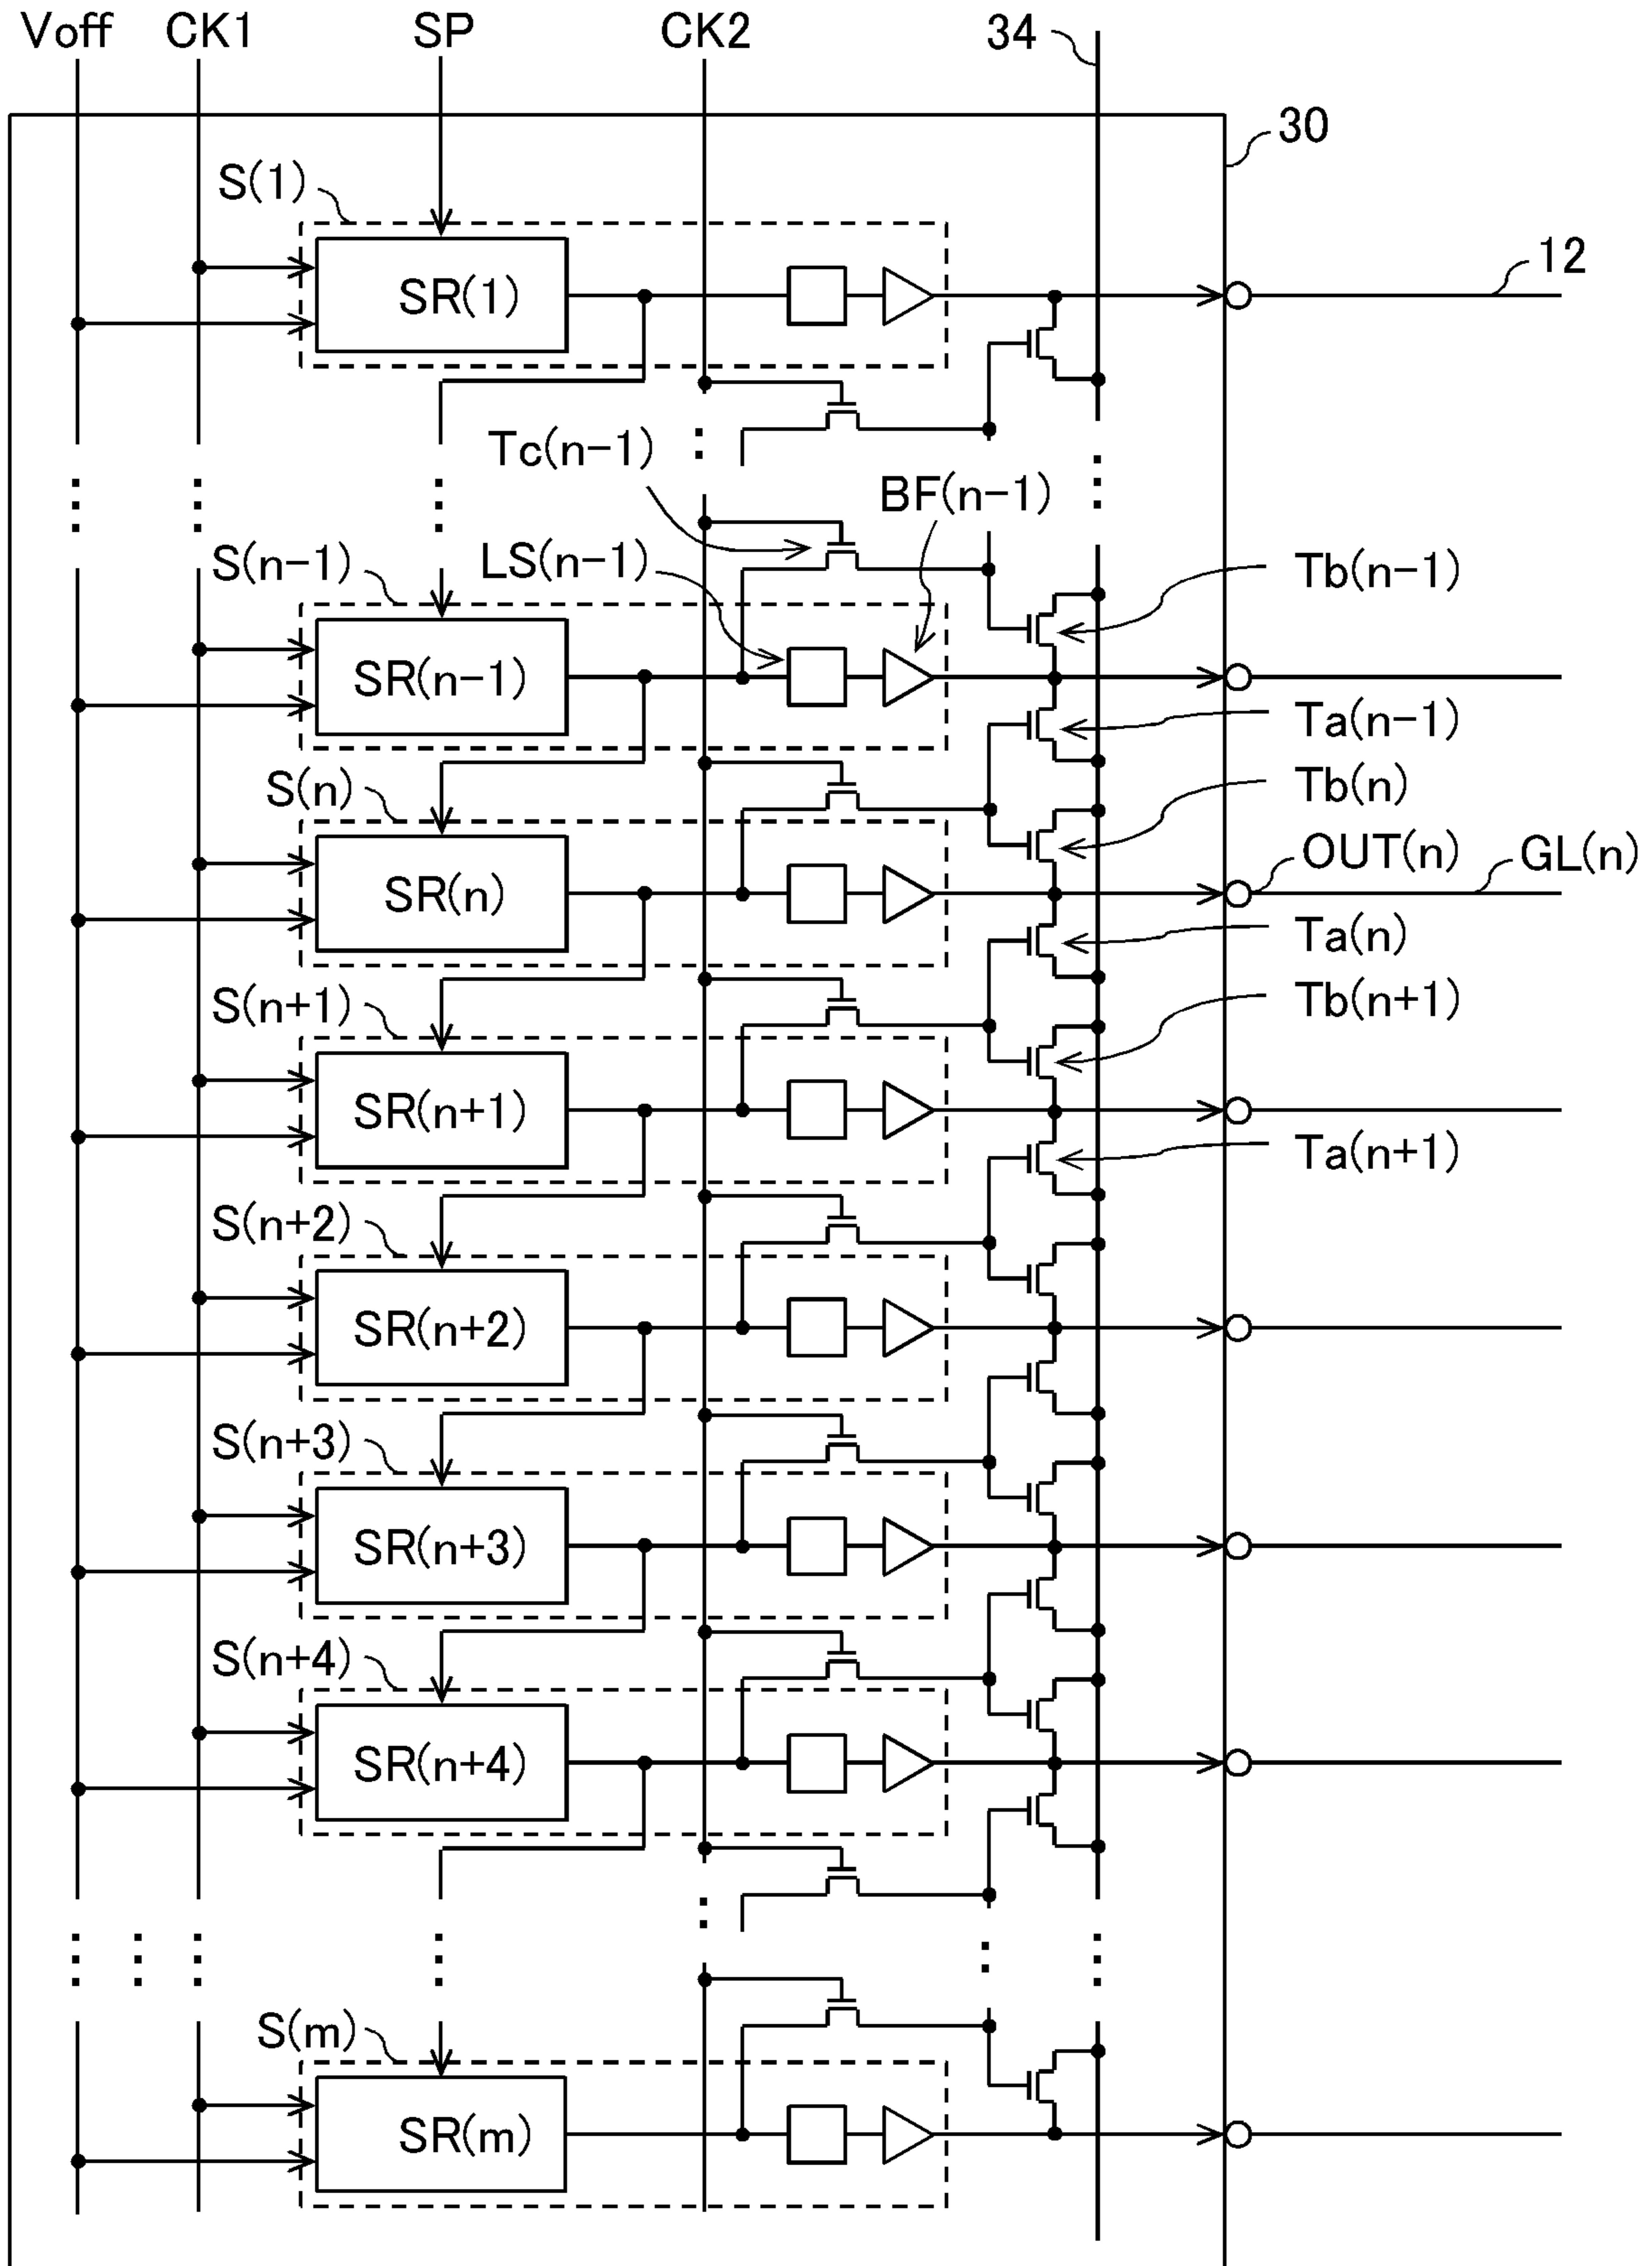 Voff CK1 SP CK2 34
30
S(1)
SR(1)
12
Tc(n-1)
BF(n-1)
S(n-1)
LS(n-1)
Tb(n-1)
SR(n-1)
Ta(n-1)
S(n)
Tb(n)
SR(n)
OUT(n)
GL(n)
Ta(n)
S(n+1)
Tb(n+1)
SR(n+1)
Ta(n+1)
S(n+2)
SR(n+2)
S(n+3)
SR(n+3)
S(n+4)
SR(n+4)
S(m)
SR(m)